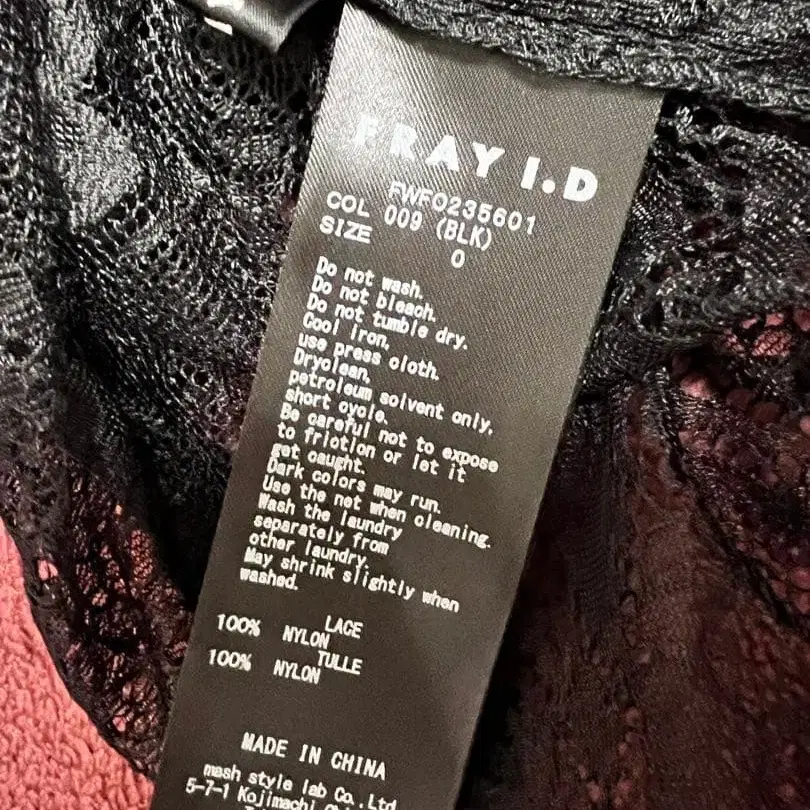 FRAY I.D
FWFO235601
COL 009 (BLK)
SIZE 0
Do not wash.
Do not bleach.
Do not tumble dry.
Cool iron,
use press cloth.
Dryclean,
petroleum solvent only,
short cycle.
Be careful not to expose
to friction or let it
get caught.
Dark colors may run.
Use the net when cleaning.
Wash the laundry
separately from
other laundry.
May shrink slightly when
washed.
LACE
100% NYLON
TULLE
100% NYLON
MADE IN CHINA
mash style lab Co.,Ltd
5-7-1 Kojimachi